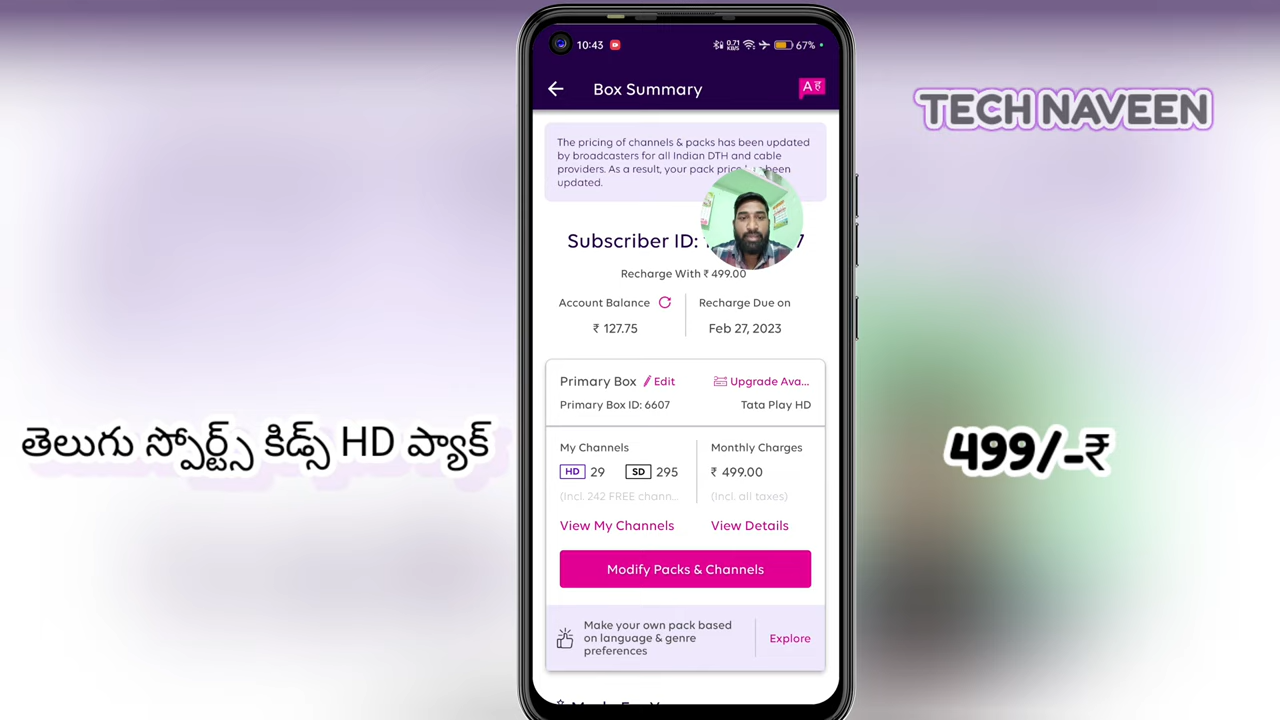 10:43
0.71 KB/S
67%
Box Summary
TECH NAVEEN
The pricing of channels & packs has been updated
by broadcasters for all Indian DTH and cable
providers. As a result, your pack price been
updated.
Subscriber ID: 7
Recharge With ₹ 499.00
Account Balance
Recharge Due on
₹ 127.75
Feb 27, 2023
Primary Box Edit
Upgrade Ava...
Primary Box ID: 6607
Tata Play HD
తెలుగు స్పోర్ట్స్ కిడ్స్ HD ప్యాక్
499/-₹
My Channels
Monthly Charges
HD 29 SD 295
₹ 499.00
(Incl. 242 FREE chann...
(Incl. all taxes)
View My Channels
View Details
Modify Packs & Channels
Make your own pack based
on language & genre
preferences
Explore